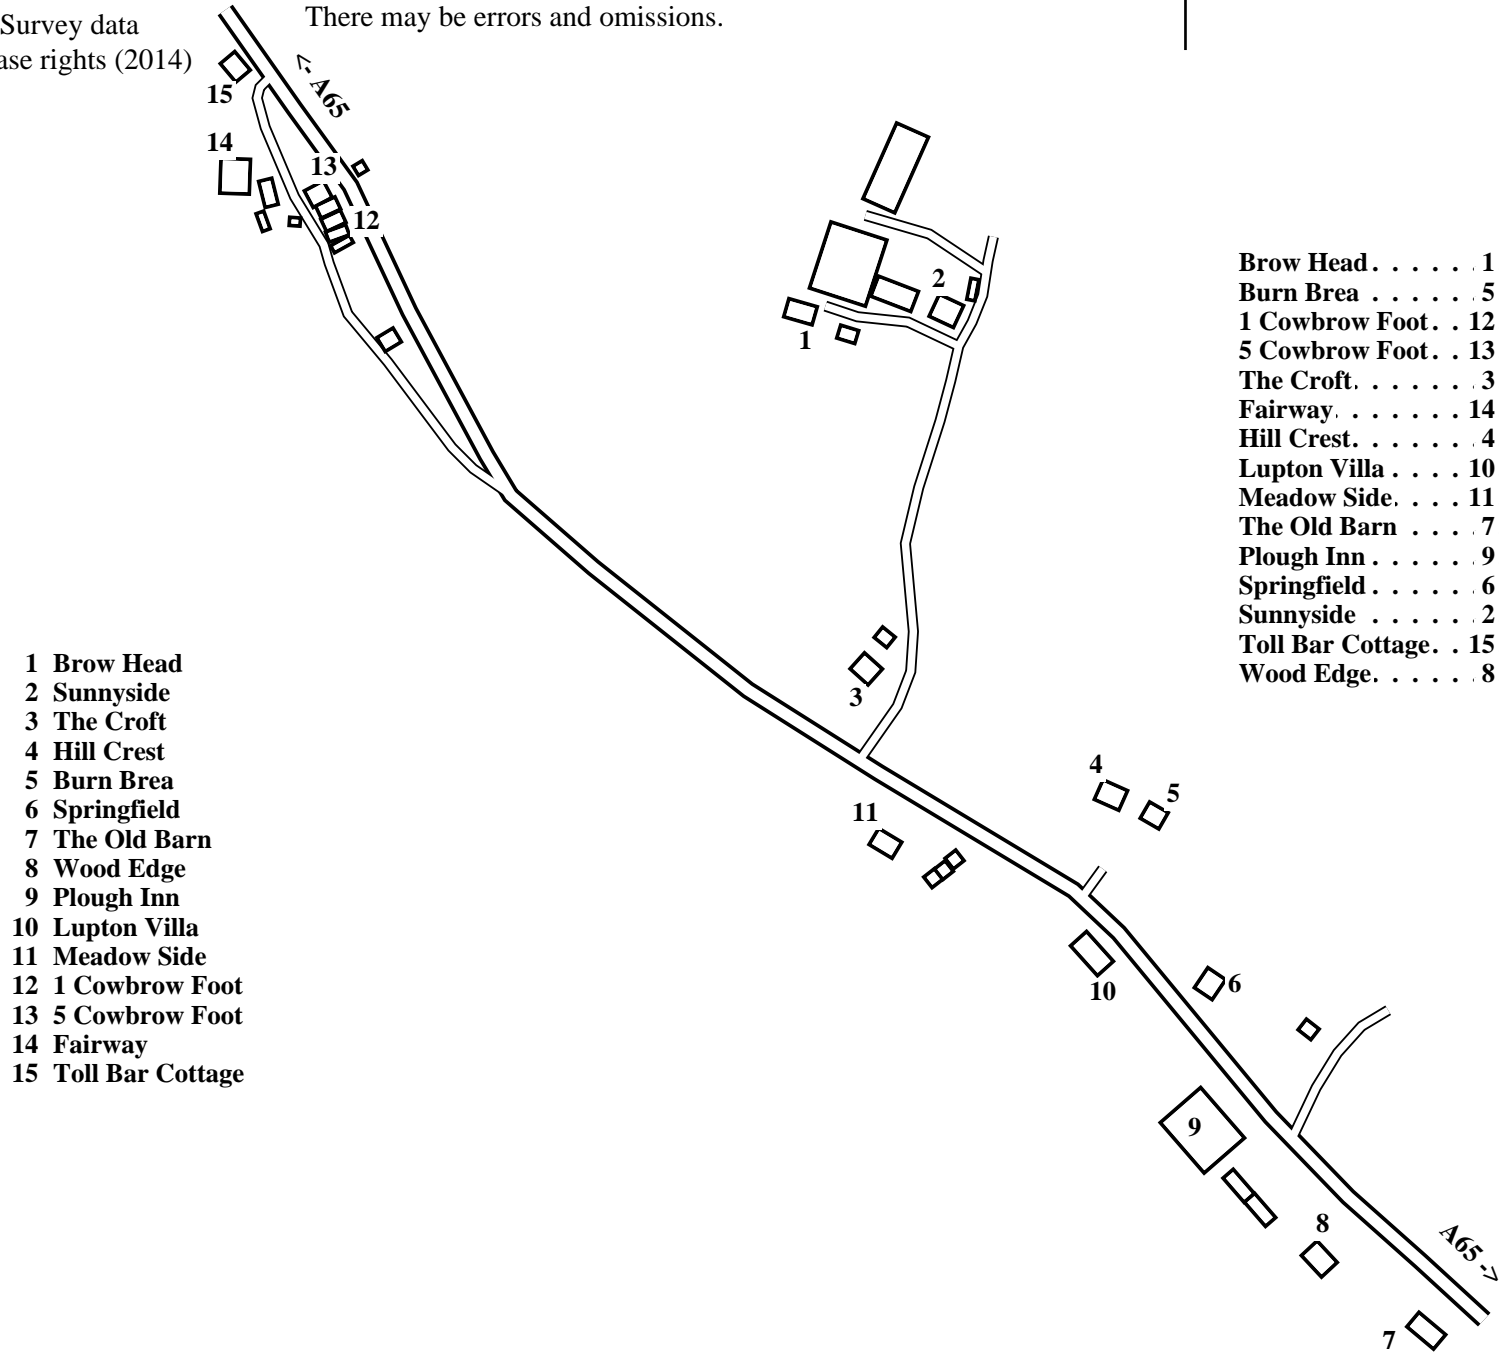 Survey data
ase rights (2014)
There may be errors and omissions.
<- A65
15
14
13
12
2
1
Brow Head . . . . . . 1
Burn Brea . . . . . . 5
1 Cowbrow Foot . . 12
5 Cowbrow Foot . . 13
The Croft . . . . . . . 3
Fairway . . . . . . . 14
Hill Crest . . . . . . . 4
Lupton Villa . . . . 10
Meadow Side . . . . 11
The Old Barn . . . . 7
Plough Inn . . . . . . 9
Springfield . . . . . . 6
Sunnyside . . . . . . 2
Toll Bar Cottage . . 15
Wood Edge . . . . . . 8
1 Brow Head
2 Sunnyside
3 The Croft
4 Hill Crest
5 Burn Brea
6 Springfield
7 The Old Barn
8 Wood Edge
9 Plough Inn
10 Lupton Villa
11 Meadow Side
12 1 Cowbrow Foot
13 5 Cowbrow Foot
14 Fairway
15 Toll Bar Cottage
3
4
5
11
6
10
9
8
A65 ->
7